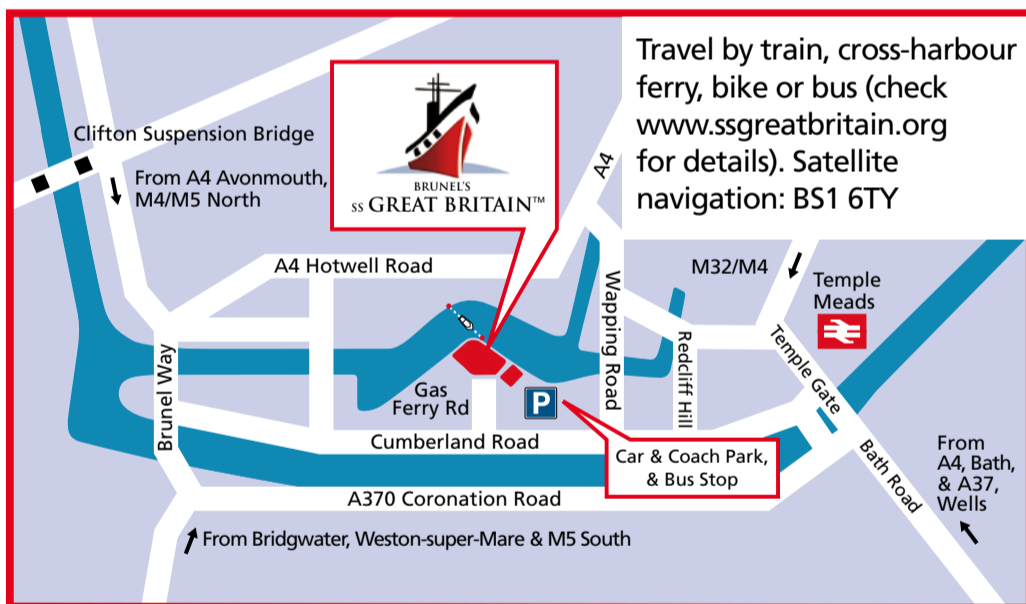 Travel by train, cross-harbour
ferry, bike or bus (check
www.ssgreatbritain.org
for details). Satellite
navigation: BS1 6TY
Clifton Suspension Bridge
From A4 Avonmouth,
M4/M5 North
BRUNEL'S
ss GREAT BRITAIN™
A4
A4 Hotwell Road
M32/M4
Temple
Meads
Wapping Road
Redcliff Hill
Temple Gate
Brunel Way
Gas
Ferry Rd
P
Cumberland Road
Car & Coach Park,
& Bus Stop
Bath Road
From
A4, Bath,
& A37,
Wells
A370 Coronation Road
From Bridgwater, Weston-super-Mare & M5 South